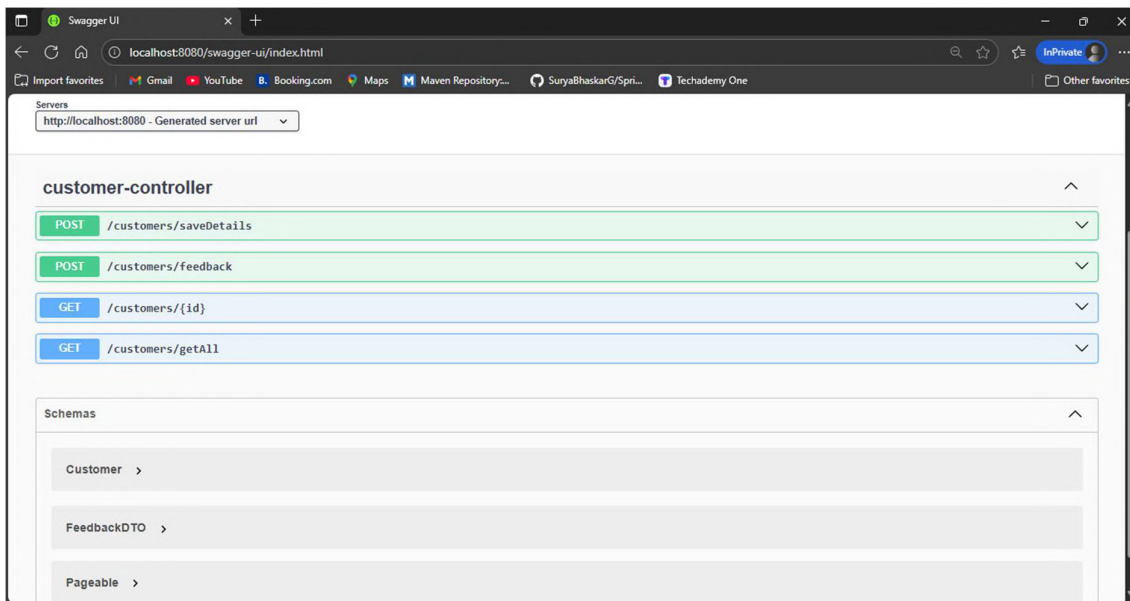 Swagger UI
localhost:8080/swagger-ui/index.html
InPrivate
Import favorites
Gmail
YouTube
B. Booking.com
Maps
M Maven Repository:...
SuryaBhaskarG/Spri...
T Techademy One
Other favorites
Servers
http://localhost:8080 - Generated server url
customer-controller
POST /customers/saveDetails
POST /customers/feedback
GET /customers/{id}
GET /customers/getAll
Schemas
Customer
FeedbackDTO
Pageable